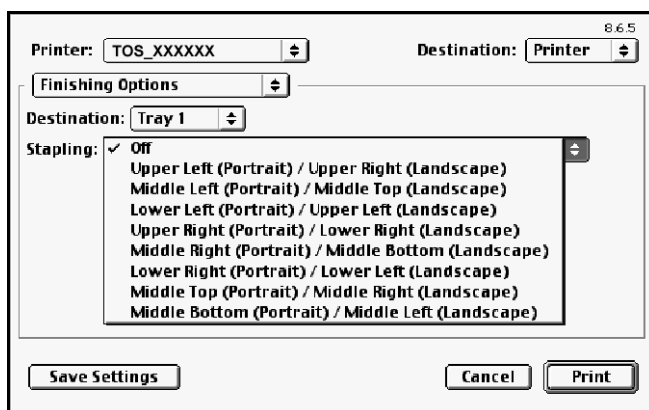 8.6.5
Printer: TOS_XXXXXX Destination: Printer
Finishing Options
Destination: Tray 1
Stapling: ✓ Off
Upper Left (Portrait) / Upper Right (Landscape)
Middle Left (Portrait) / Middle Top (Landscape)
Lower Left (Portrait) / Upper Left (Landscape)
Upper Right (Portrait) / Lower Right (Landscape)
Middle Right (Portrait) / Middle Bottom (Landscape)
Lower Right (Portrait) / Lower Left (Landscape)
Middle Top (Portrait) / Middle Right (Landscape)
Middle Bottom (Portrait) / Middle Left (Landscape)
Save Settings Cancel Print